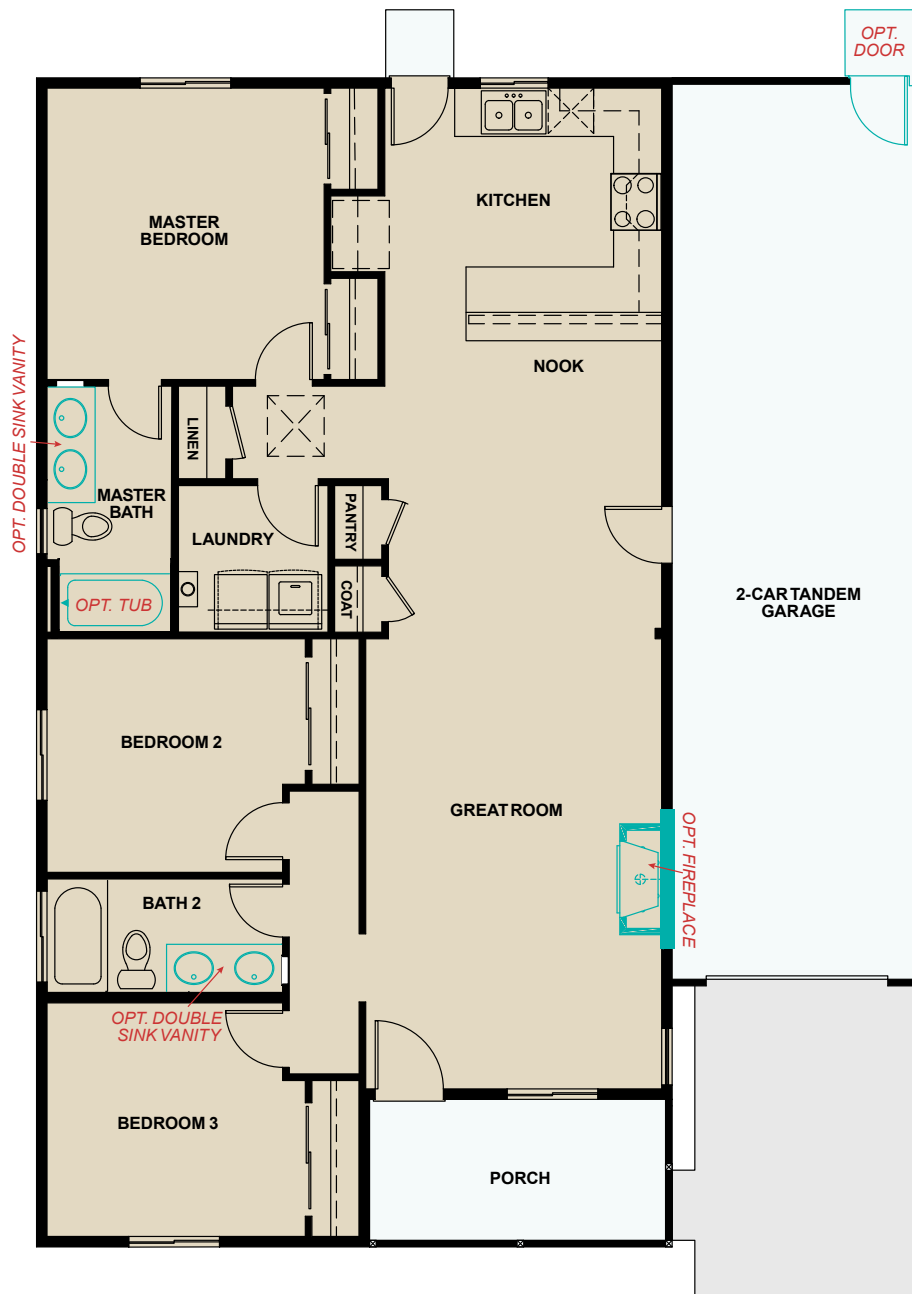 OPT.
DOOR
KITCHEN
MASTER
BEDROOM
NOOK
OPT. DOUBLE SINK VANITY
LINEN
MASTER
BATH
PANTRY
LAUNDRY
COAT
OPT. TUB
2-CAR TANDEM
GARAGE
BEDROOM 2
GREAT ROOM
OPT. FIREPLACE
BATH 2
OPT. DOUBLE
SINK VANITY
BEDROOM 3
PORCH